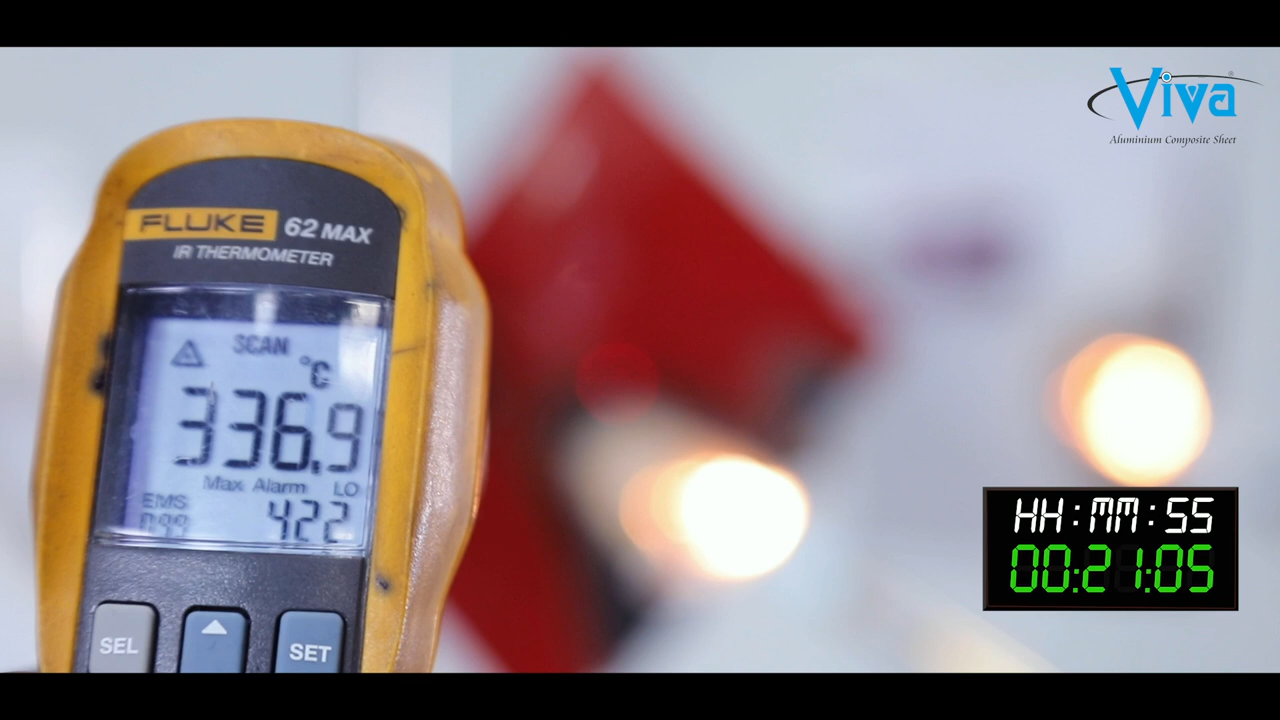 Viva
®
Aluminium Composite Sheet
FLUKE 62 MAX
IR THERMOMETER
SCAN
°C
336.9
Max Alarm LO
EMS
422
SEL SET
HH:MM:SS
00:21:05